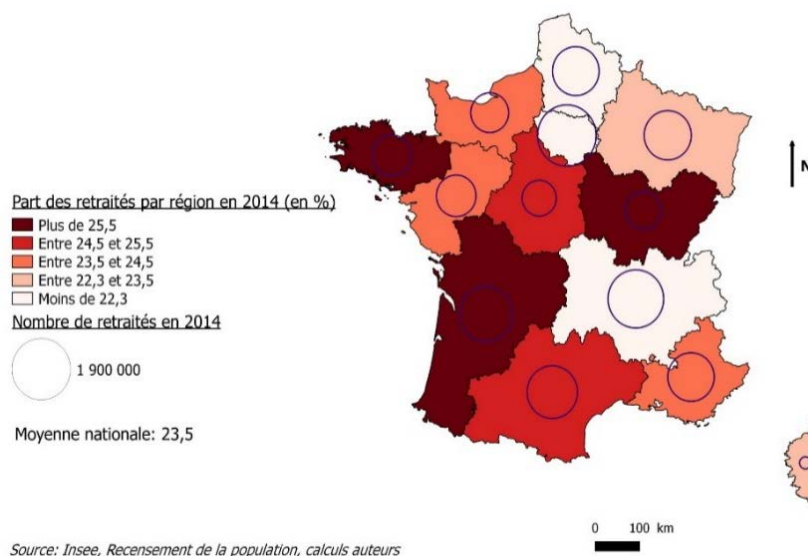 N
Part des retraités par région en 2014 (en %)
Plus de 25,5
Entre 24,5 et 25,5
Entre 23,5 et 24,5
Entre 22,3 et 23,5
Moins de 22,3
Nombre de retraités en 2014
1 900 000
Moyenne nationale: 23,5
0 100 km
Source: Insee, Recensement de la population, calculs auteurs